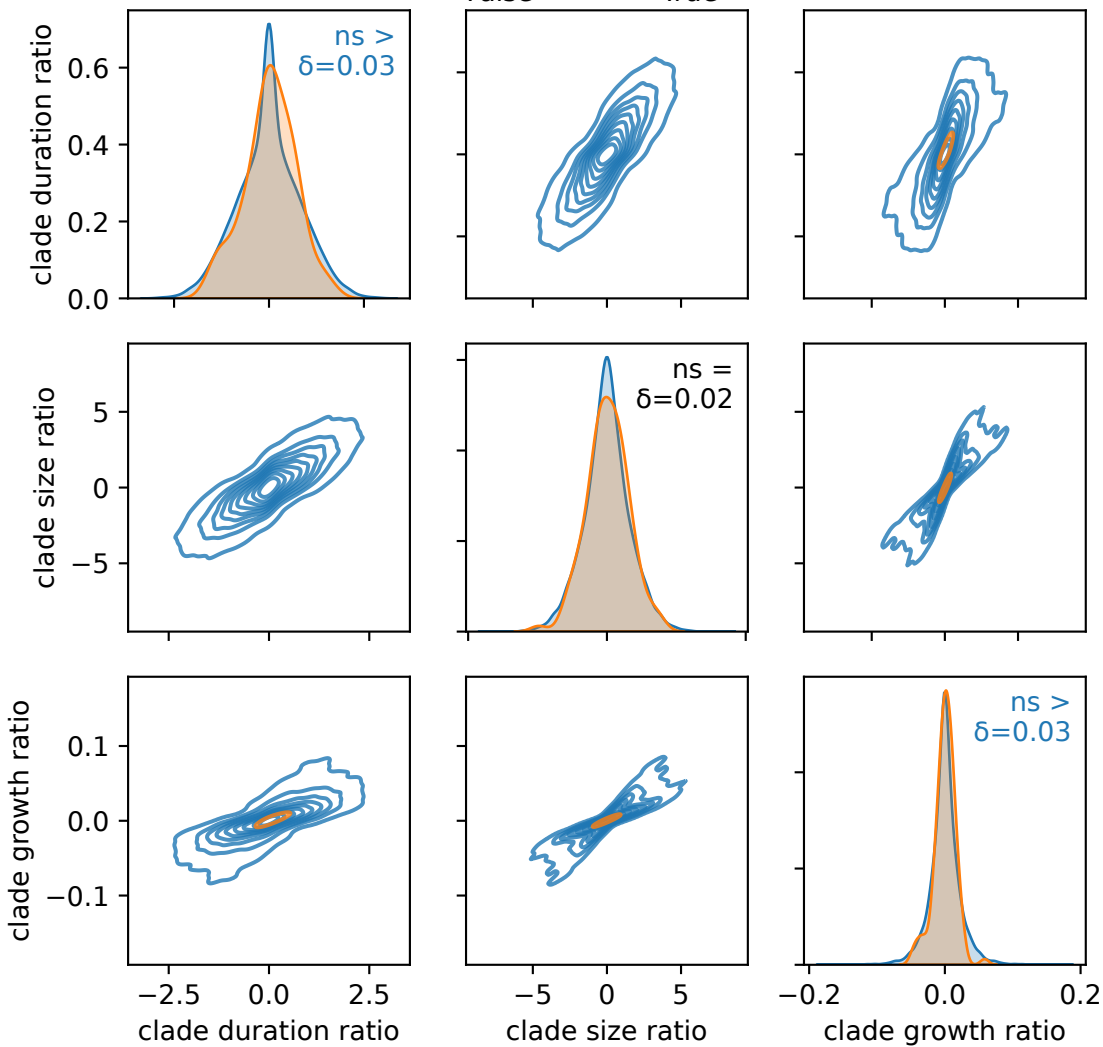 clade duration ratio
0.6
0.4
0.2
0.0
ns >
δ=0.03
clade size ratio
5
0
−5
ns =
δ=0.02
clade growth ratio
0.1
0.0
−0.1
ns >
δ=0.03
−2.5
0.0
2.5
−5
0
5
−0.2
0.0
0.2
clade duration ratio
clade size ratio
clade growth ratio